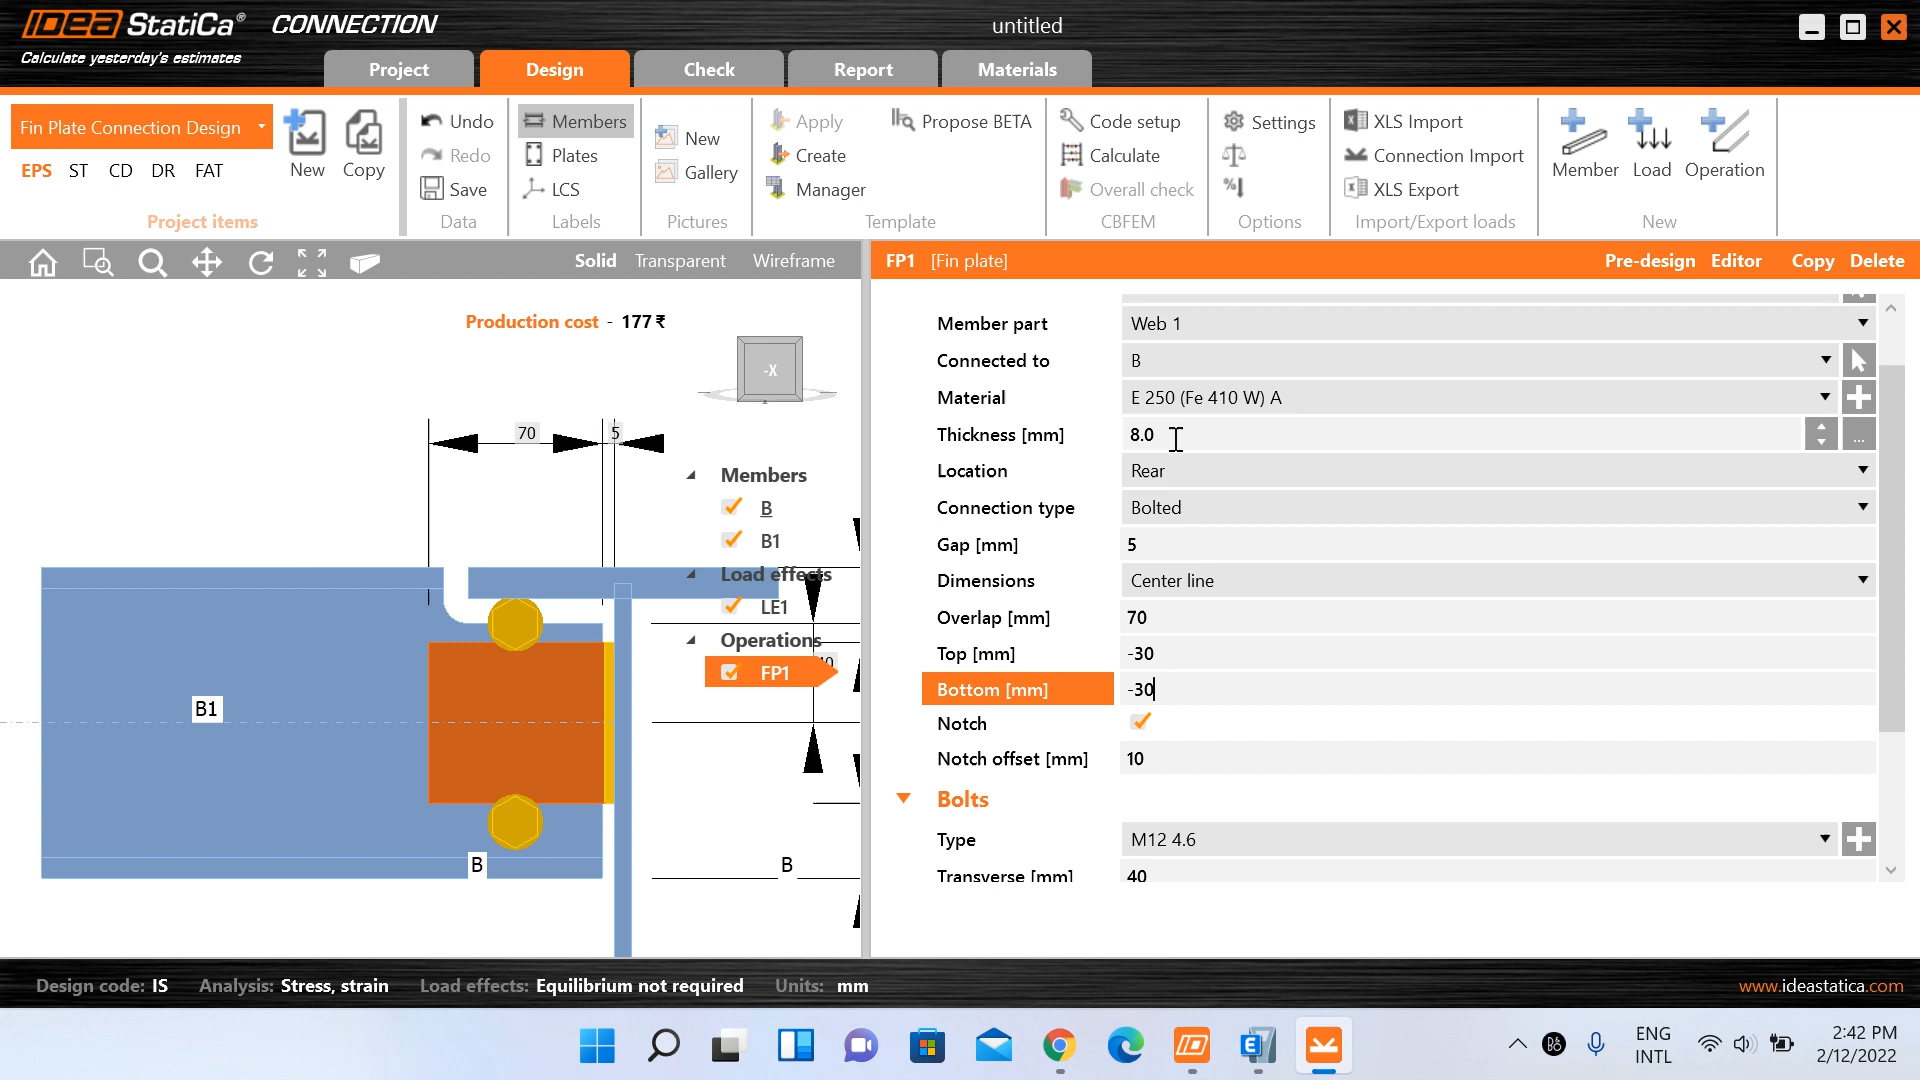 IDEA StatiCa® CONNECTION
Calculate yesterday's estimates
untitled
Project Design Check Report Materials
Fin Plate Connection Design
EPS ST CD DR FAT
Project items
New Copy
Undo
Redo
Save
Data
Members
Plates
LCS
Labels
New
Gallery
Pictures
Apply Propose BETA
Create
Manager
Template
Code setup
Calculate
Overall check
CBFEM
Settings
Options
XLS Import
Connection Import
XLS Export
Import/Export loads
Member Load Operation
New
Solid Transparent Wireframe
FP1 [Fin plate] Pre-design Editor Copy Delete
Production cost - 177 ₹
-X
70 5
Members
B
B1
Load effects
LE1
Operations
FP1
B1
B
B
Member part Web 1
Connected to B
Material E 250 (Fe 410 W) A
Thickness [mm] 8.0 ...
Location Rear
Connection type Bolted
Gap [mm] 5
Dimensions Center line
Overlap [mm] 70
Top [mm] -30
Bottom [mm] -30
Notch
Notch offset [mm] 10
Bolts
Type M12 4.6
Transverse [mm] 40
Design code: IS Analysis: Stress, strain Load effects: Equilibrium not required Units: mm
www.ideastatica.com
ENG
INTL
2:42 PM
2/12/2022